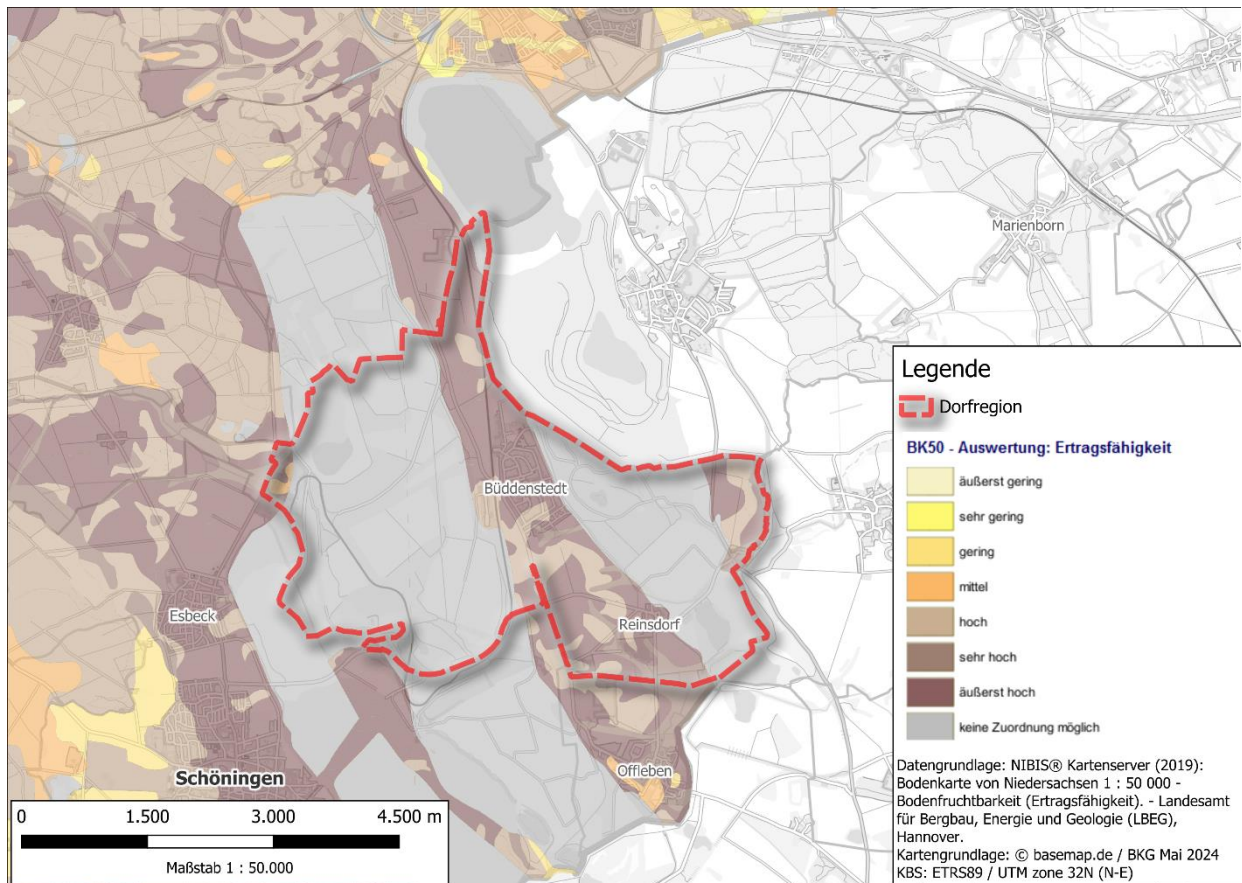 Marienborn
Büddenstedt
Esbeck
Reinsdorf
Offleben
Schöningen
0 1.500 3.000 4.500 m
Maßstab 1 : 50.000
Legende
Dorfregion
BK50 - Auswertung: Ertragsfähigkeit
äußerst gering
sehr gering
gering
mittel
hoch
sehr hoch
äußerst hoch
keine Zuordnung möglich
Datengrundlage: NIBIS® Kartenserver (2019):
Bodenkarte von Niedersachsen 1 : 50 000 -
Bodenfruchtbarkeit (Ertragsfähigkeit). - Landesamt
für Bergbau, Energie und Geologie (LBEG),
Hannover.
Kartengrundlage: © basemap.de / BKG Mai 2024
KBS: ETRS89 / UTM zone 32N (N-E)